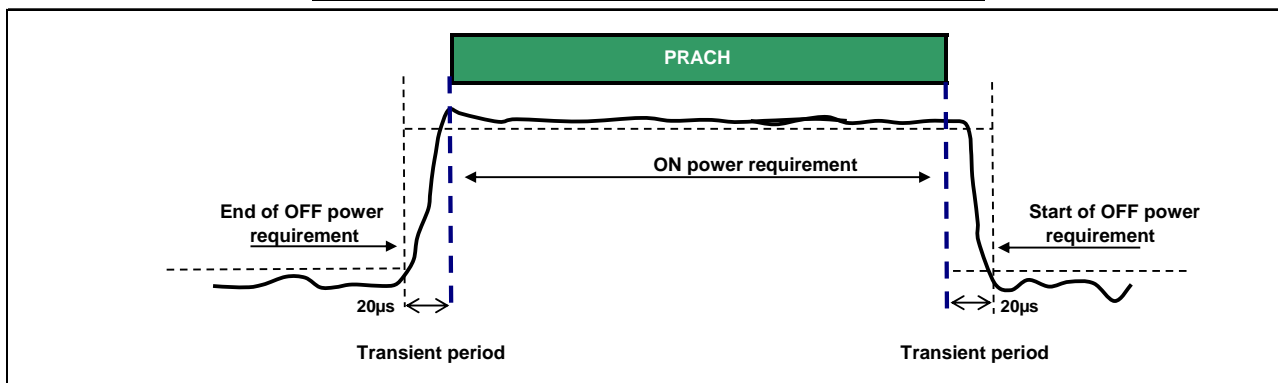 PRACH
ON power requirement
End of OFF power
requirement
Start of OFF power
requirement
20µs
20µs
Transient period
Transient period